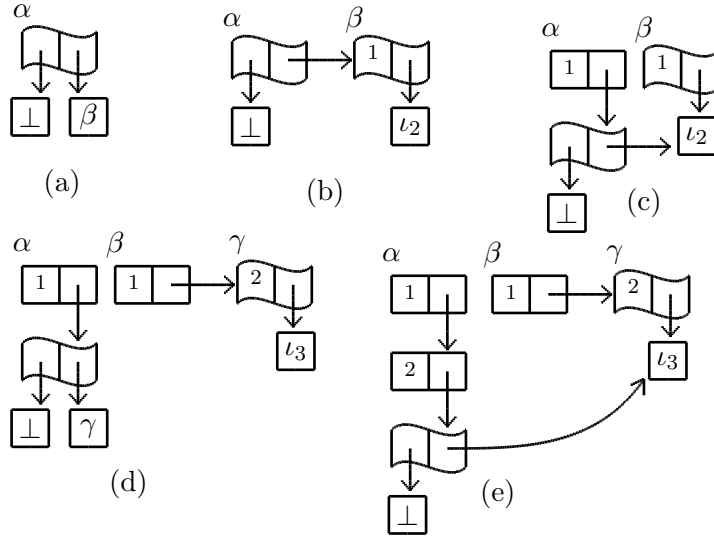 α
⊥ β
(a)
α β
1
⊥ ι₂
(b)
α β
1 1
ι₂
⊥
(c)
α β γ
1 1 2
ι₃
⊥ γ
(d)
α β γ
1 1 2
2 ι₃
⊥
(e)